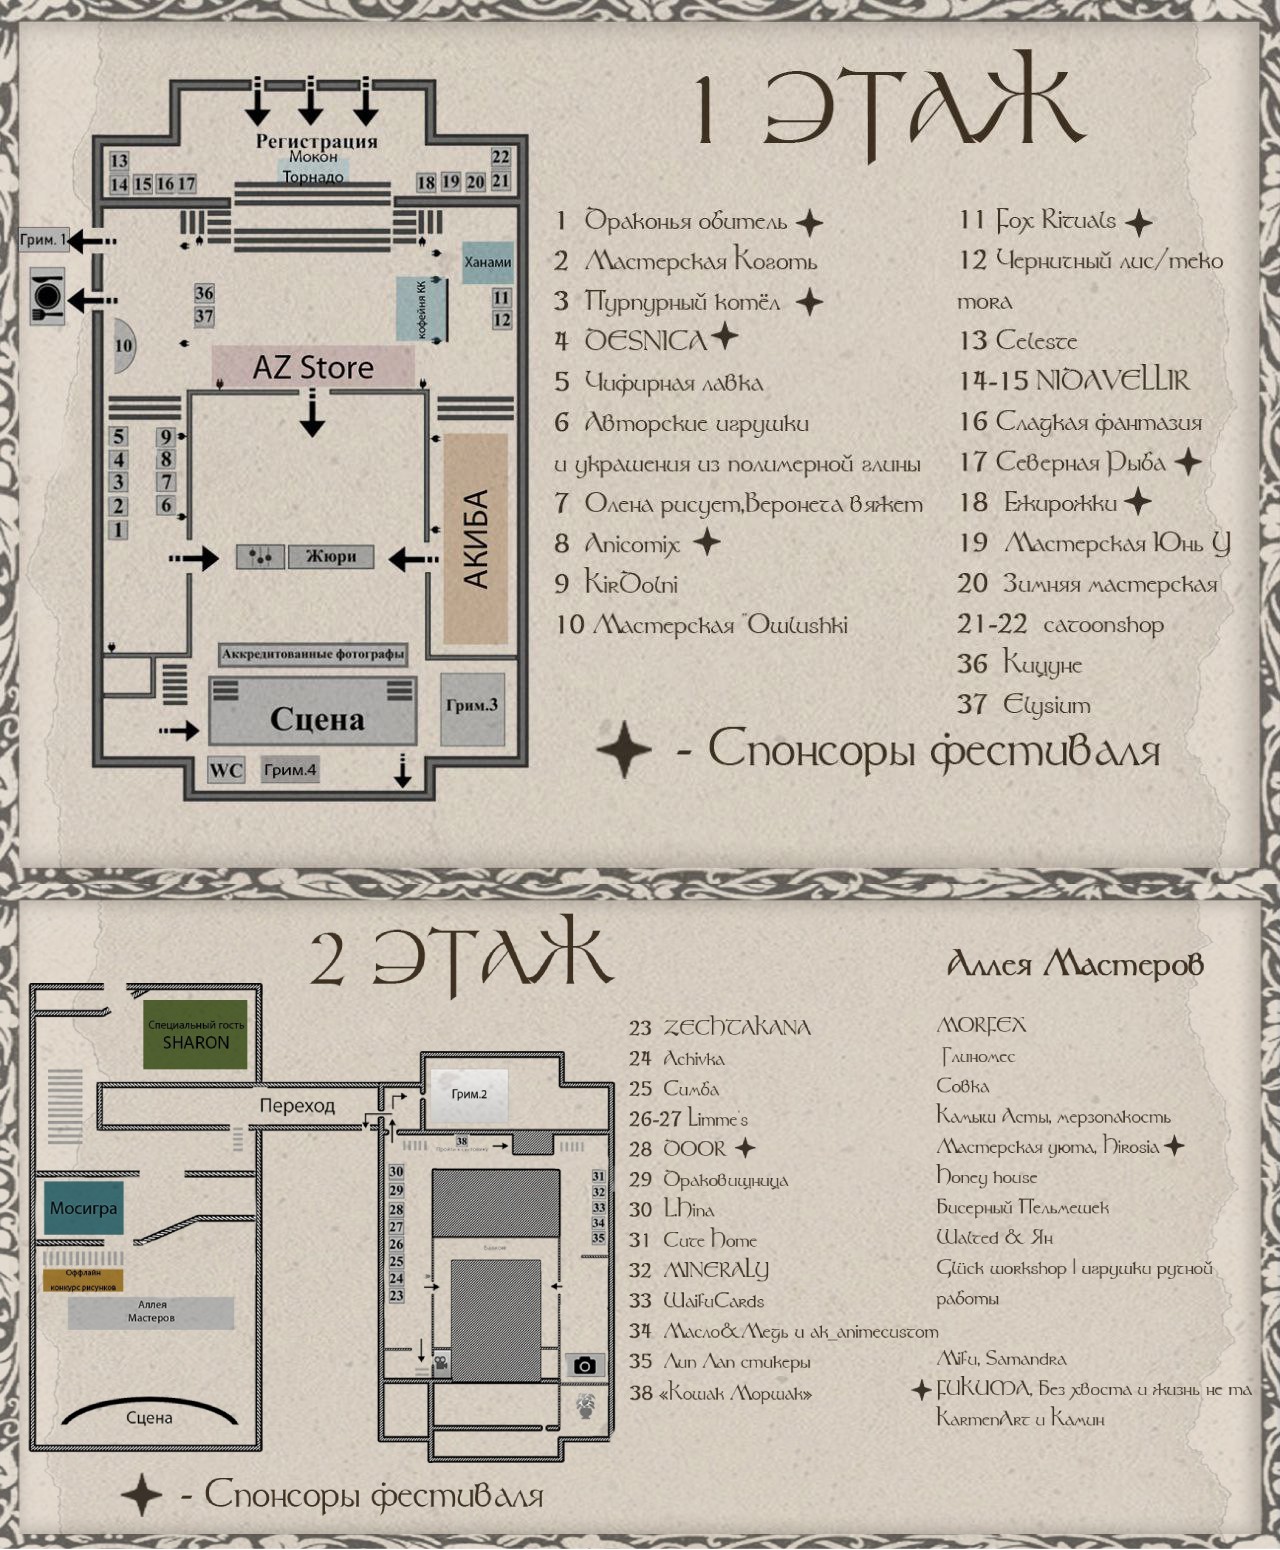 1 ЭТАЖ
Регистрация
Мокон
Торнадо
13
14 15 16 17
22
18 19 20 21
Грим. 1
Ханами
кофейня КК
36
37
11
12
10
AZ Store
5 9
4 8
3 7
2 6
1
АКИБА
Жюри
Аккредитованные фотографы
Сцена
Грим.3
WC
Грим.4
1 Драконья обитель
2 Мастерская Коготь
3 Пурпурный котёл
4 DESNICA
5 Чифирная лавка
6 Авторские игрушки
и украшения из полимерной глины
7 Олена рисует,Веронета вяжет
8 Anicomix
9 KirDolni
10 Мастерская "Owlushki
11 Fox Rituals
12 Черничный лис/meko
mora
13 Celeste
14-15 NIDAVELLIR
16 Сладкая фантазия
17 Северная Рыба
18 Ежирожки
19 Мастерская Юнь У
20 Зимняя мастерская
21-22 catoonshop
36 Кицуне
37 Elysium
- Спонсоры фестиваля
2 ЭТАЖ
Специальный гость
SHARON
Переход
Грим.2
38
Мосигра
Оффлайн
конкурс рисунков
Аллея
Мастеров
Сцена
30
29
28
27
26
25
24
23
31
32
33
34
35
23 ZECHTAKANA
24 Achivka
25 Симба
26-27 Limme's
28 DOOR
29 Драковищница
30 LHina
31 Cute Home
32 MINERALY
33 WaifuCards
34 Масло&Медь и ak_animecustom
35 Лип Лап стикеры
38 «Кошак Моршак»
Аллея Мастеров
MORFEX
Глиномес
Совка
Камыш Асты, мерзопакость
Мастерская уюта, Hirosia
Honey house
Бисерный Пельмешек
Walted & Ян
Glück workshop | игрушки ручной
работы
Mifu, Samandra
FUKUMA, Без хвоста и жизнь не та
KarmenArt и Камин
- Спонсоры фестиваля